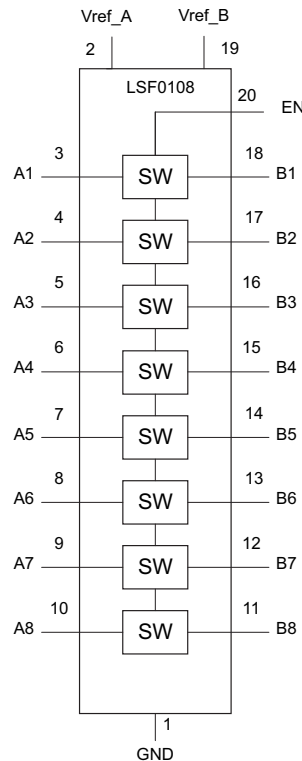 Vref_A Vref_B
2 19
LSF0108
20 EN
3 18
A1 SW B1
4 17
A2 SW B2
5 16
A3 SW B3
6 15
A4 SW B4
7 14
A5 SW B5
8 13
A6 SW B6
9 12
A7 SW B7
10 11
A8 SW B8
1
GND